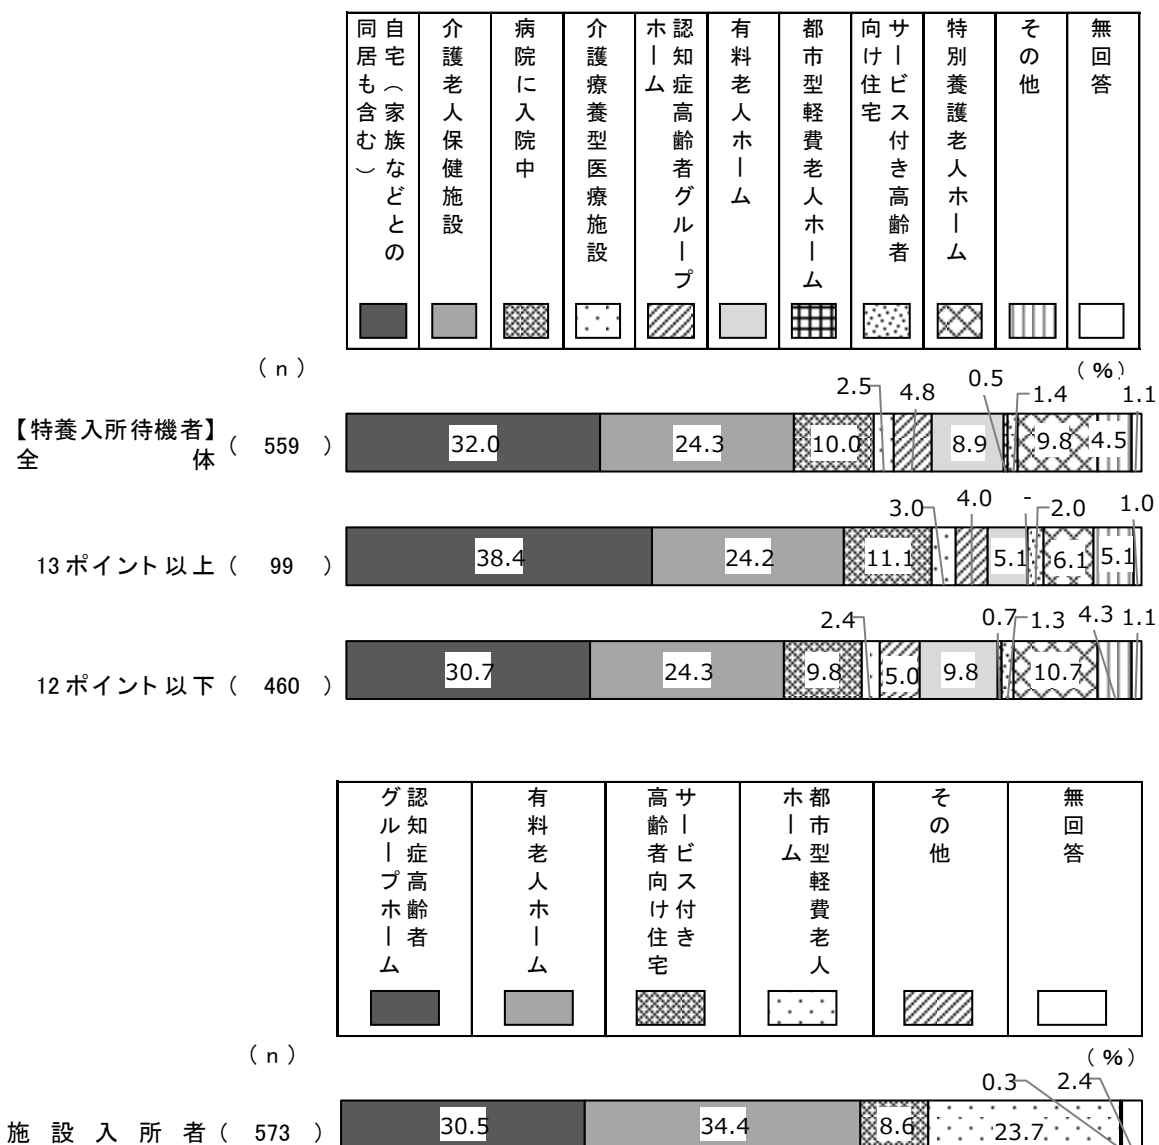 自宅（家族などとの
同居も含む）
介護老人保健施設
病院に入院中
介護療養型医療施設
認知症高齢者グループ
ホーム
有料老人ホーム
都市型軽費老人ホーム
サービス付き高齢者
向け住宅
特別養護老人ホーム
その他
無回答
（ｎ）
（%）
2.5 4.8 0.5 1.4 1.1
【特養入所待機者】
全体 （ 559 ） 32.0 24.3 10.0 8.9 9.8 4.5
3.0 4.0 - 2.0 1.0
13ポイント以上（ 99 ） 38.4 24.2 11.1 5.1 6.1 5.1
2.4 0.7 1.3 4.3 1.1
12ポイント以下（ 460 ） 30.7 24.3 9.8 5.0 9.8 10.7
認知症高齢者
グループホーム
有料老人ホーム
サービス付き
高齢者向け住宅
都市型軽費老人
ホーム
その他
無回答
（ｎ）
（%）
0.3 2.4
施設入所者（ 573 ） 30.5 34.4 8.6 23.7